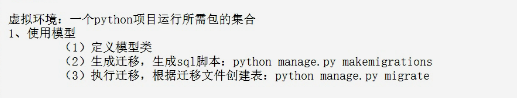 虚拟环境：一个python项目运行所需包的集合
1、使用模型
（1）定义模型类
（2）生成迁移，生成sql脚本：python manage.py makemigrations
（3）执行迁移，根据迁移文件创建表：python manage.py migrate